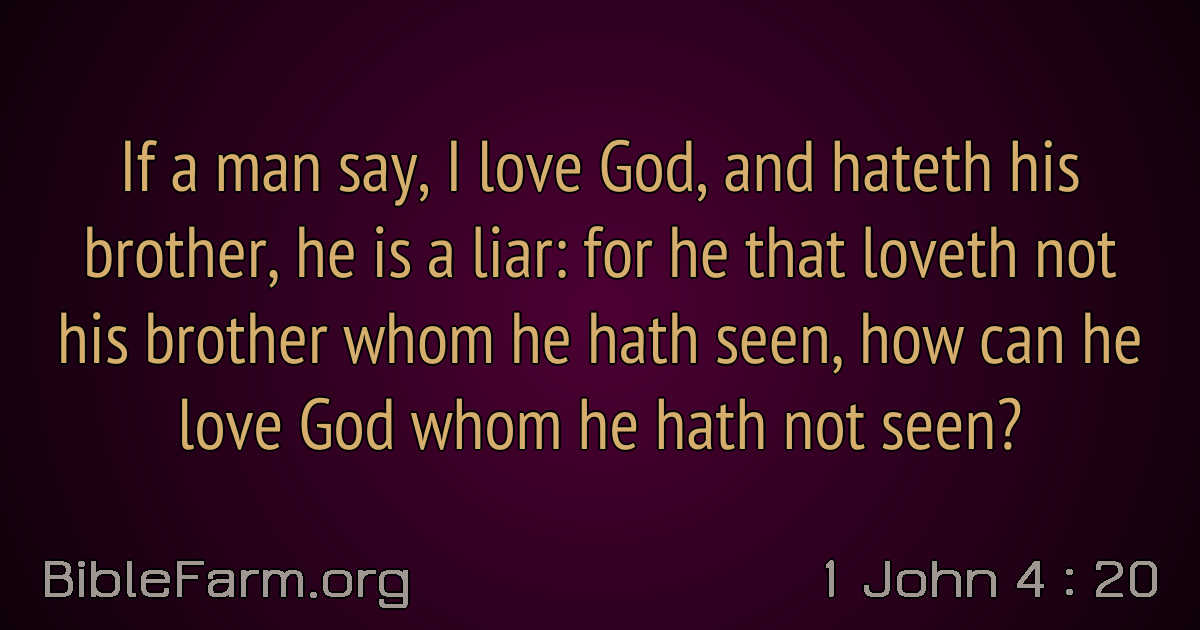 If a man say, I love God, and hateth his
brother, he is a liar: for he that loveth not
his brother whom he hath seen, how can he
love God whom he hath not seen?
BibleFarm.org
1 John 4 : 20